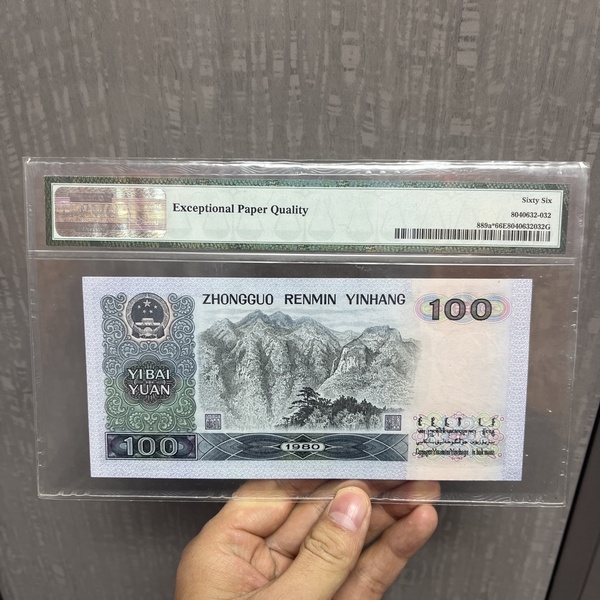 Exceptional Paper Quality
Sixty Six
8040632-032
889a*66E8040632032G
ZHONGGUO RENMIN YINHANG
100
YIBAI
YUAN
100
1980